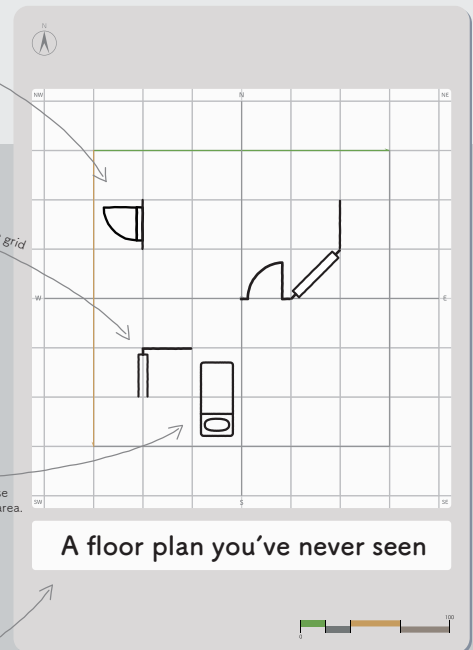 N
NW
N
NE
grid
W
E
se
area.
SW
S
SE
A floor plan you've never seen
100
0